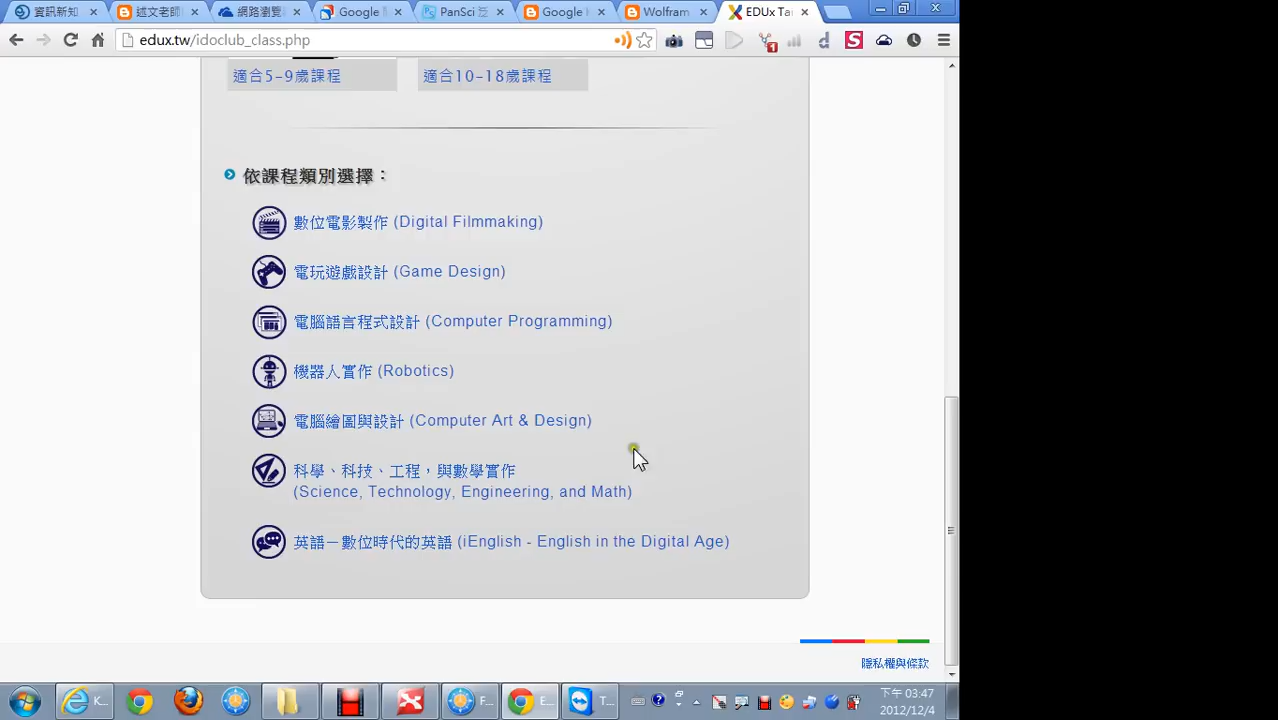 資訊新知
述文老師
網路瀏覽
Google
PanSci 泛
Google
Wolfram
EDUx Tai
edux.tw/idoclub_class.php
適合5-9歲課程
適合10-18歲課程
依課程類別選擇：
數位電影製作 (Digital Filmmaking)
電玩遊戲設計 (Game Design)
電腦語言程式設計 (Computer Programming)
機器人實作 (Robotics)
電腦繪圖與設計 (Computer Art & Design)
科學、科技、工程，與數學實作
(Science, Technology, Engineering, and Math)
英語－數位時代的英語 (iEnglish - English in the Digital Age)
隱私權與條款
K...
F...
E...
T...
下午 03:47
2012/12/4